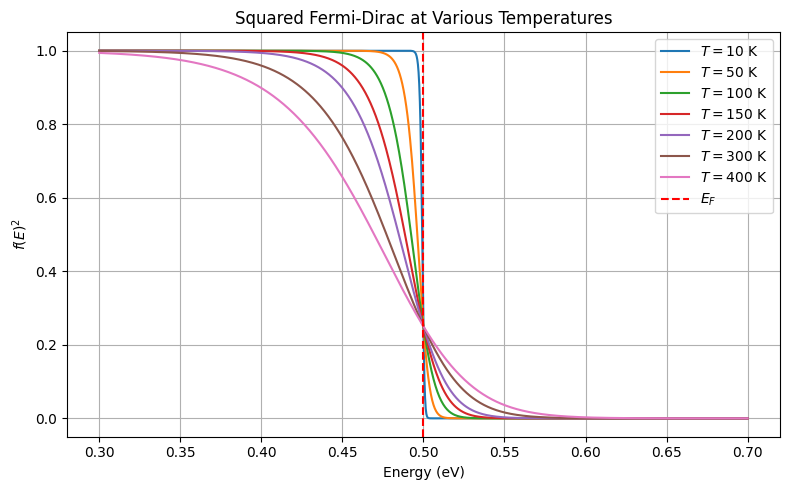 Squared Fermi-Dirac at Various Temperatures
1.0
0.8
0.6
0.4
0.2
0.0
f(E)²
0.30 0.35 0.40 0.45 0.50 0.55 0.60 0.65 0.70
Energy (eV)
T = 10 K
T = 50 K
T = 100 K
T = 150 K
T = 200 K
T = 300 K
T = 400 K
E_F